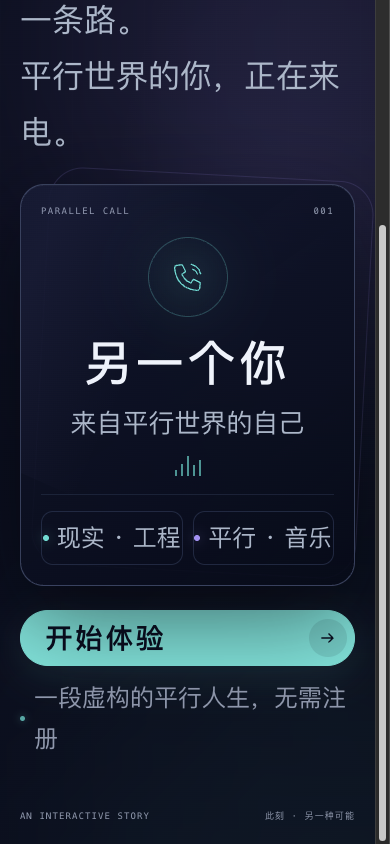 一条路。
平行世界的你，正在来
电。
PARALLEL CALL
001
另一个你
来自平行世界的自己
现实 · 工程
平行 · 音乐
开始体验
一段虚构的平行人生，无需注
册
AN INTERACTIVE STORY
此刻 · 另一种可能